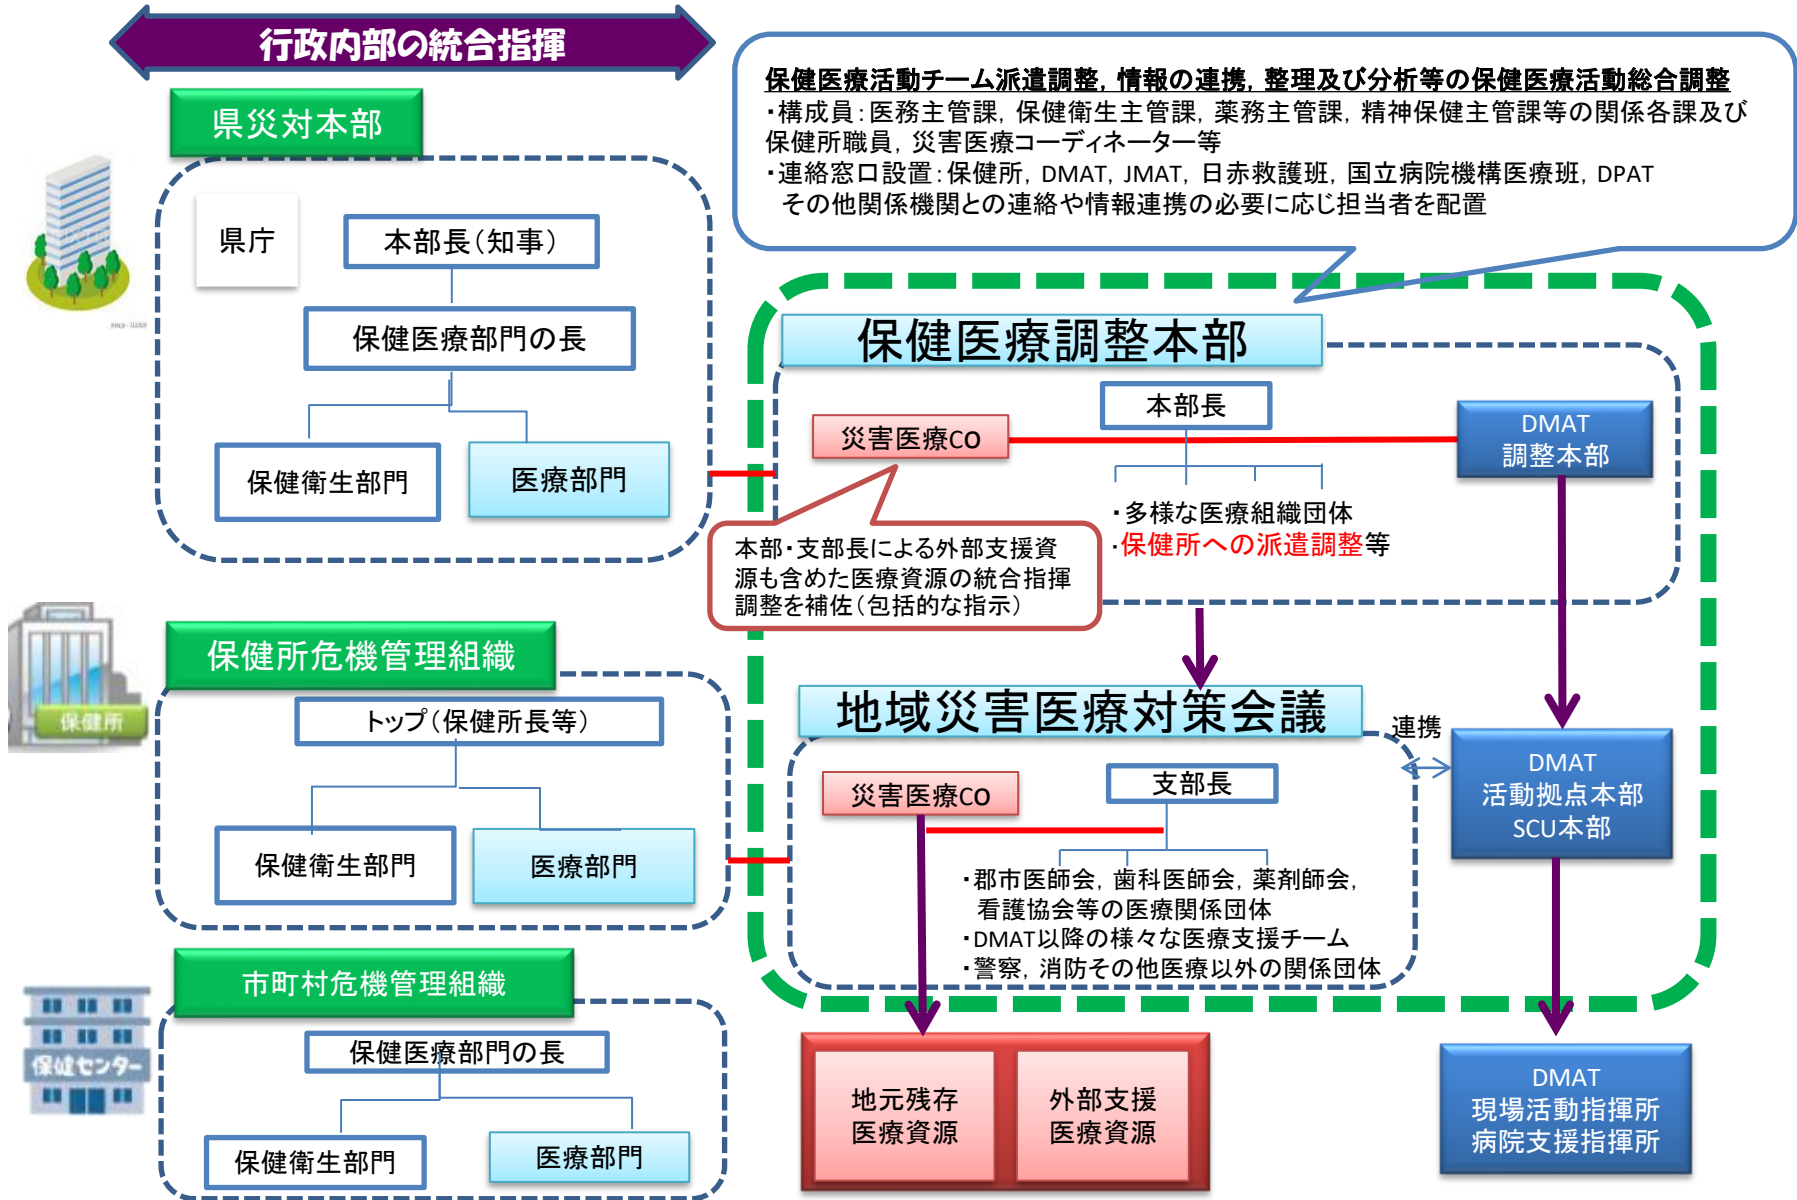 行政内部の統合指揮
保健医療活動チーム派遣調整，情報の連携，整理及び分析等の保健医療活動総合調整
・構成員：医務主管課，保健衛生主管課，薬務主管課，精神保健主管課等の関係各課及び
保健所職員，災害医療コーディネーター等
・連絡窓口設置：保健所，DMAT，JMAT，日赤救護班，国立病院機構医療班，DPAT
その他関係機関との連絡や情報連携の必要に応じ担当者を配置
県災対本部
県庁
本部長（知事）
保健医療部門の長
保健衛生部門
医療部門
保健医療調整本部
本部長
災害医療CO
DMAT
調整本部
・多様な医療組織団体
・保健所への派遣調整等
本部・支部長による外部支援資
源も含めた医療資源の統合指揮
調整を補佐（包括的な指示）
保健所
保健所危機管理組織
トップ（保健所長等）
保健衛生部門
医療部門
地域災害医療対策会議
連携
災害医療CO
支部長
DMAT
活動拠点本部
SCU本部
・郡市医師会，歯科医師会，薬剤師会，
看護協会等の医療関係団体
・DMAT以降の様々な医療支援チーム
・警察，消防その他医療以外の関係団体
市町村危機管理組織
保健センター
保健医療部門の長
保健衛生部門
医療部門
地元残存
医療資源
外部支援
医療資源
DMAT
現場活動指揮所
病院支援指揮所